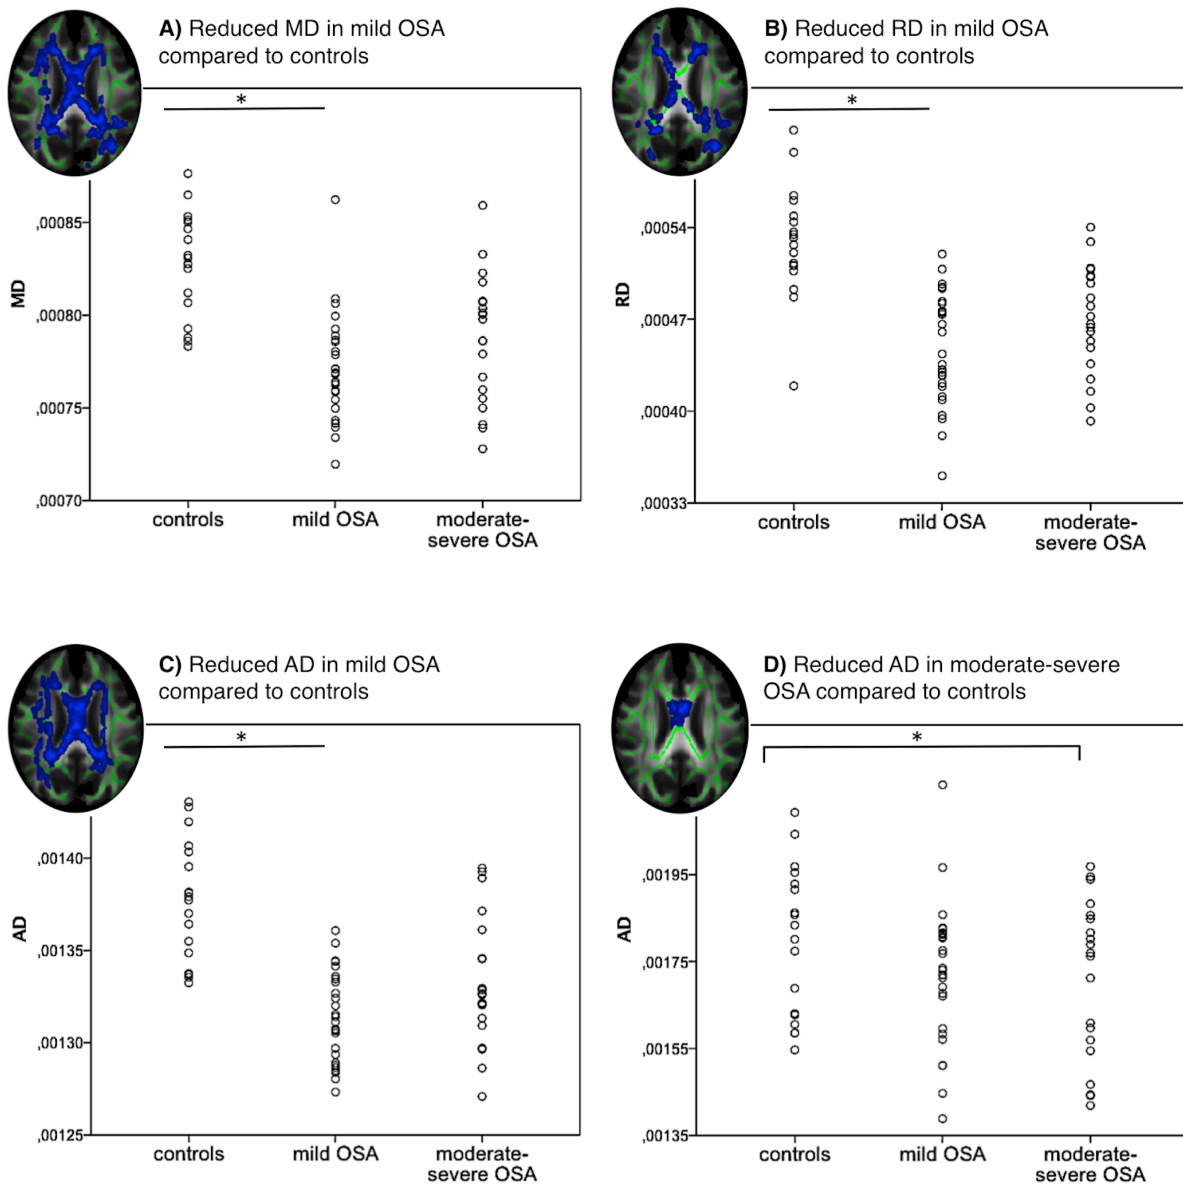 A) Reduced MD in mild OSA
compared to controls
*
,00085
,00080
,00075
,00070
MD
controls
mild OSA
moderate-
severe OSA
B) Reduced RD in mild OSA
compared to controls
*
,00054
,00047
,00040
,00033
RD
controls
mild OSA
moderate-
severe OSA
C) Reduced AD in mild OSA
compared to controls
*
,00140
,00135
,00130
,00125
AD
controls
mild OSA
moderate-
severe OSA
D) Reduced AD in moderate-severe
OSA compared to controls
*
,00195
,00175
,00155
,00135
AD
controls
mild OSA
moderate-
severe OSA